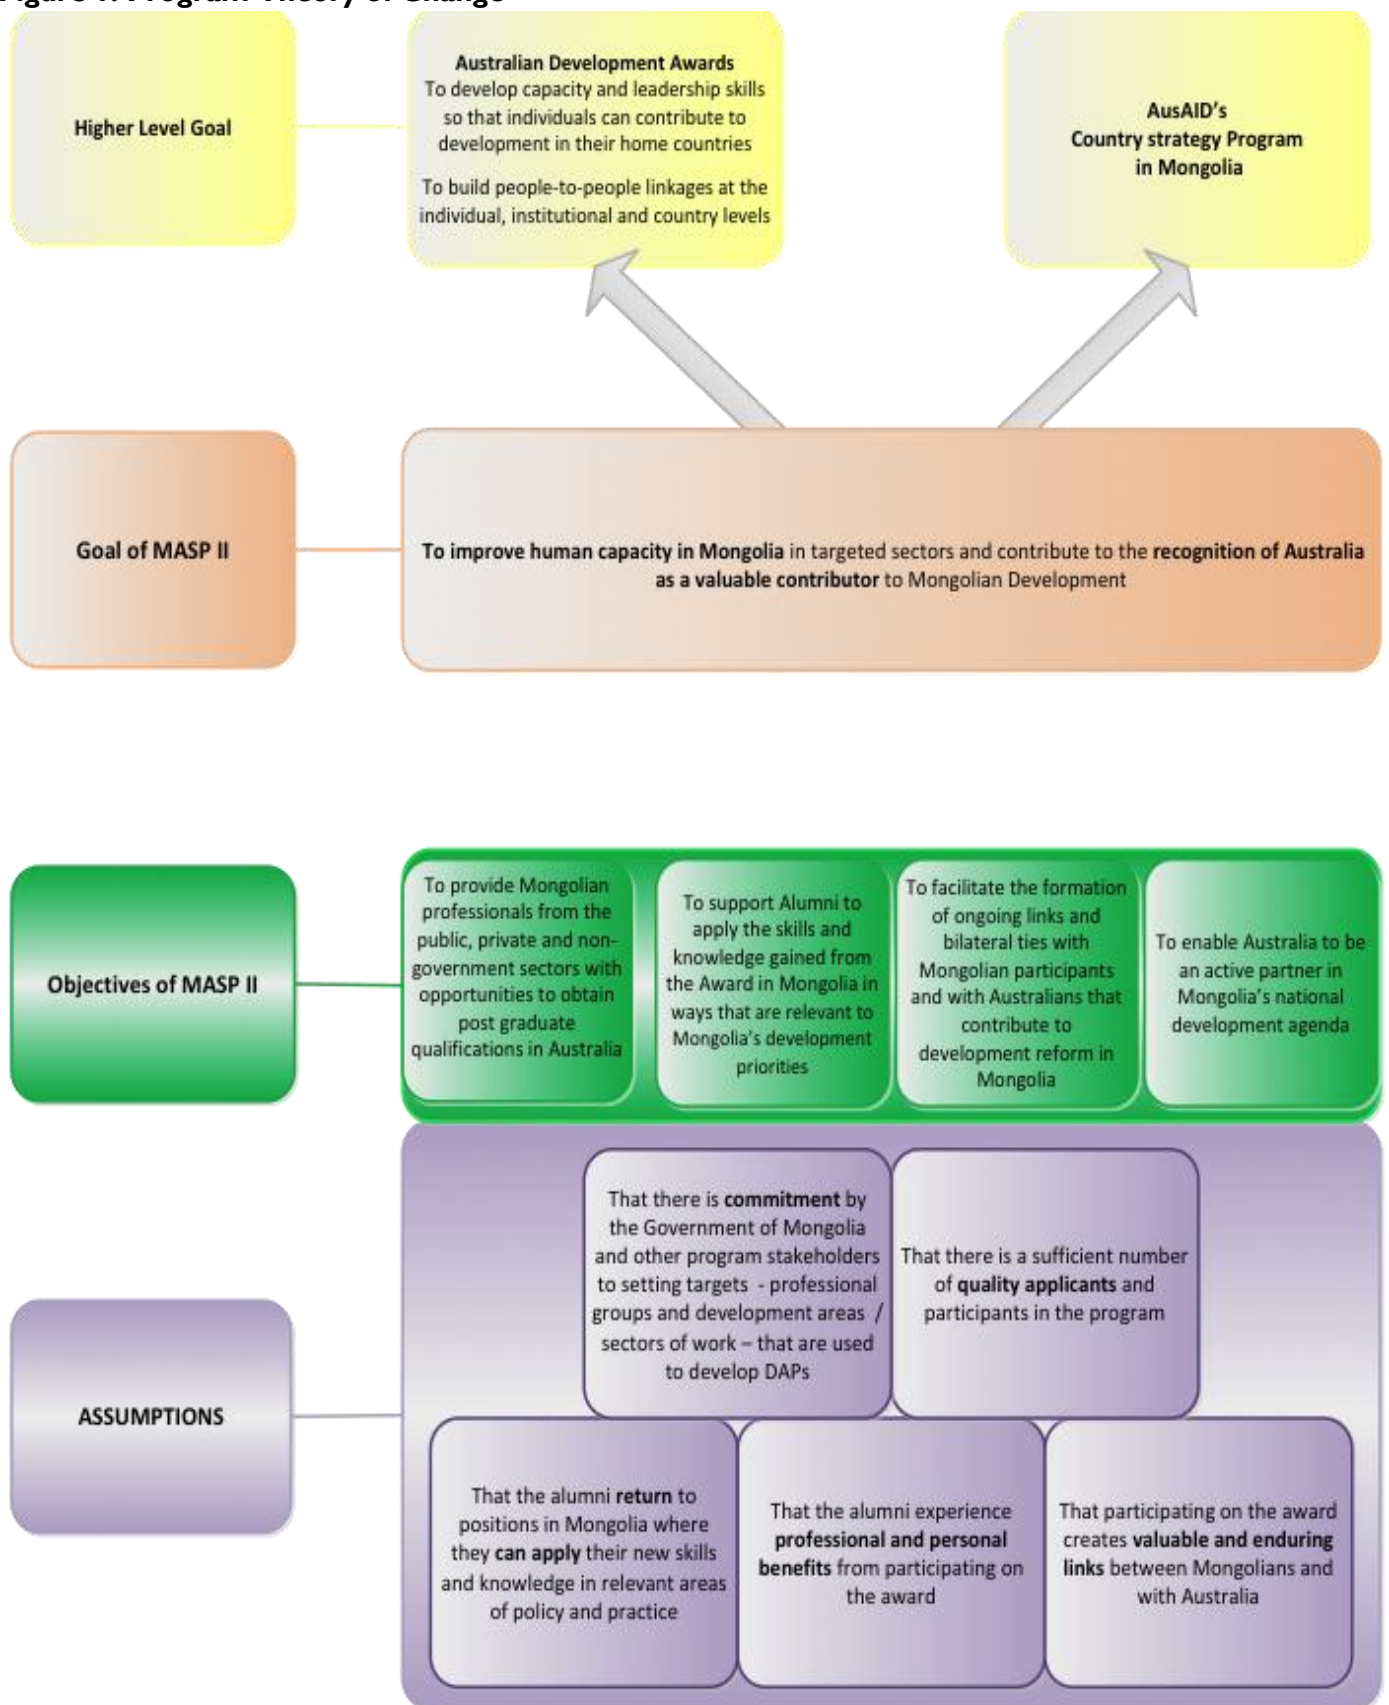 Figure 1: Program Theory of Change
Higher Level Goal
Australian Development Awards
To develop capacity and leadership skills
so that individuals can contribute to
development in their home countries
To build people-to-people linkages at the
individual, institutional and country levels
AusAID’s
Country strategy Program
in Mongolia
Goal of MASP II
To improve human capacity in Mongolia in targeted sectors and contribute to the recognition of Australia
as a valuable contributor to Mongolian Development
Objectives of MASP II
To provide Mongolian
professionals from the
public, private and non-
government sectors with
opportunities to obtain
post graduate
qualifications in Australia
To support Alumni to
apply the skills and
knowledge gained from
the Award in Mongolia in
ways that are relevant to
Mongolia’s development
priorities
To facilitate the formation
of ongoing links and
bilateral ties with
Mongolian participants
and with Australians that
contribute to
development reform in
Mongolia
To enable Australia to be
an active partner in
Mongolia’s national
development agenda
ASSUMPTIONS
That there is commitment by
the Government of Mongolia
and other program stakeholders
to setting targets - professional
groups and development areas /
sectors of work – that are used
to develop DAPs
That there is a sufficient number
of quality applicants and
participants in the program
That the alumni return to
positions in Mongolia where
they can apply their new skills
and knowledge in relevant areas
of policy and practice
That the alumni experience
professional and personal
benefits from participating on
the award
That participating on the award
creates valuable and enduring
links between Mongolians and
with Australia